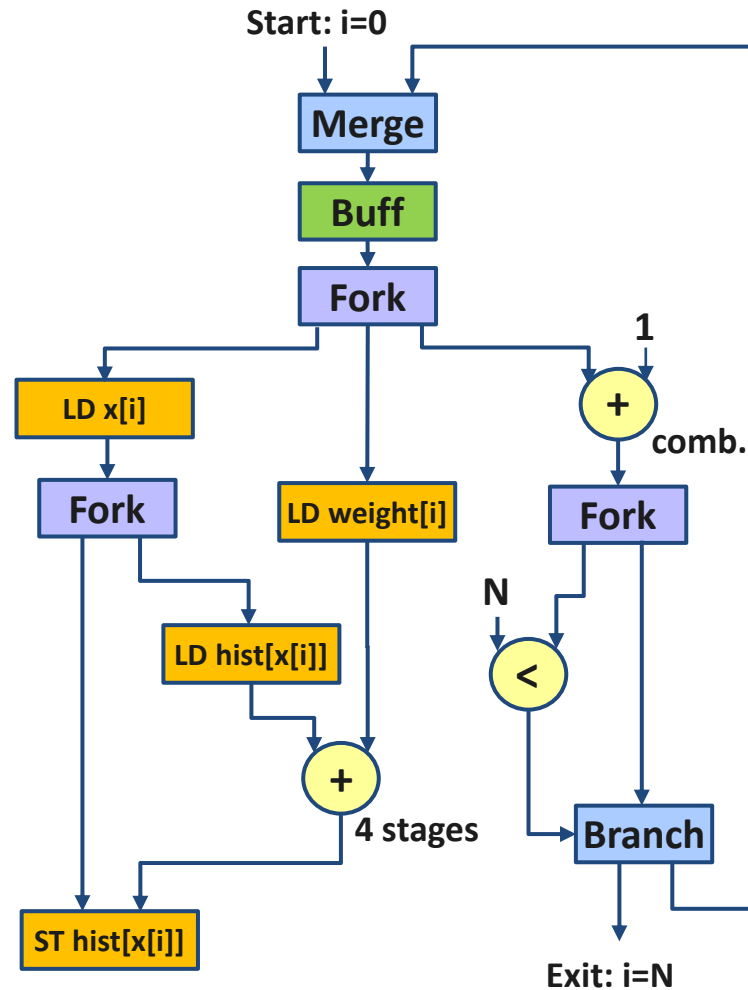 Start: i=0
Merge
Buff
Fork
1
LD x[i]
+
comb.
Fork
LD weight[i]
Fork
N
LD hist[x[i]]
<
+
4 stages
Branch
ST hist[x[i]]
Exit: i=N